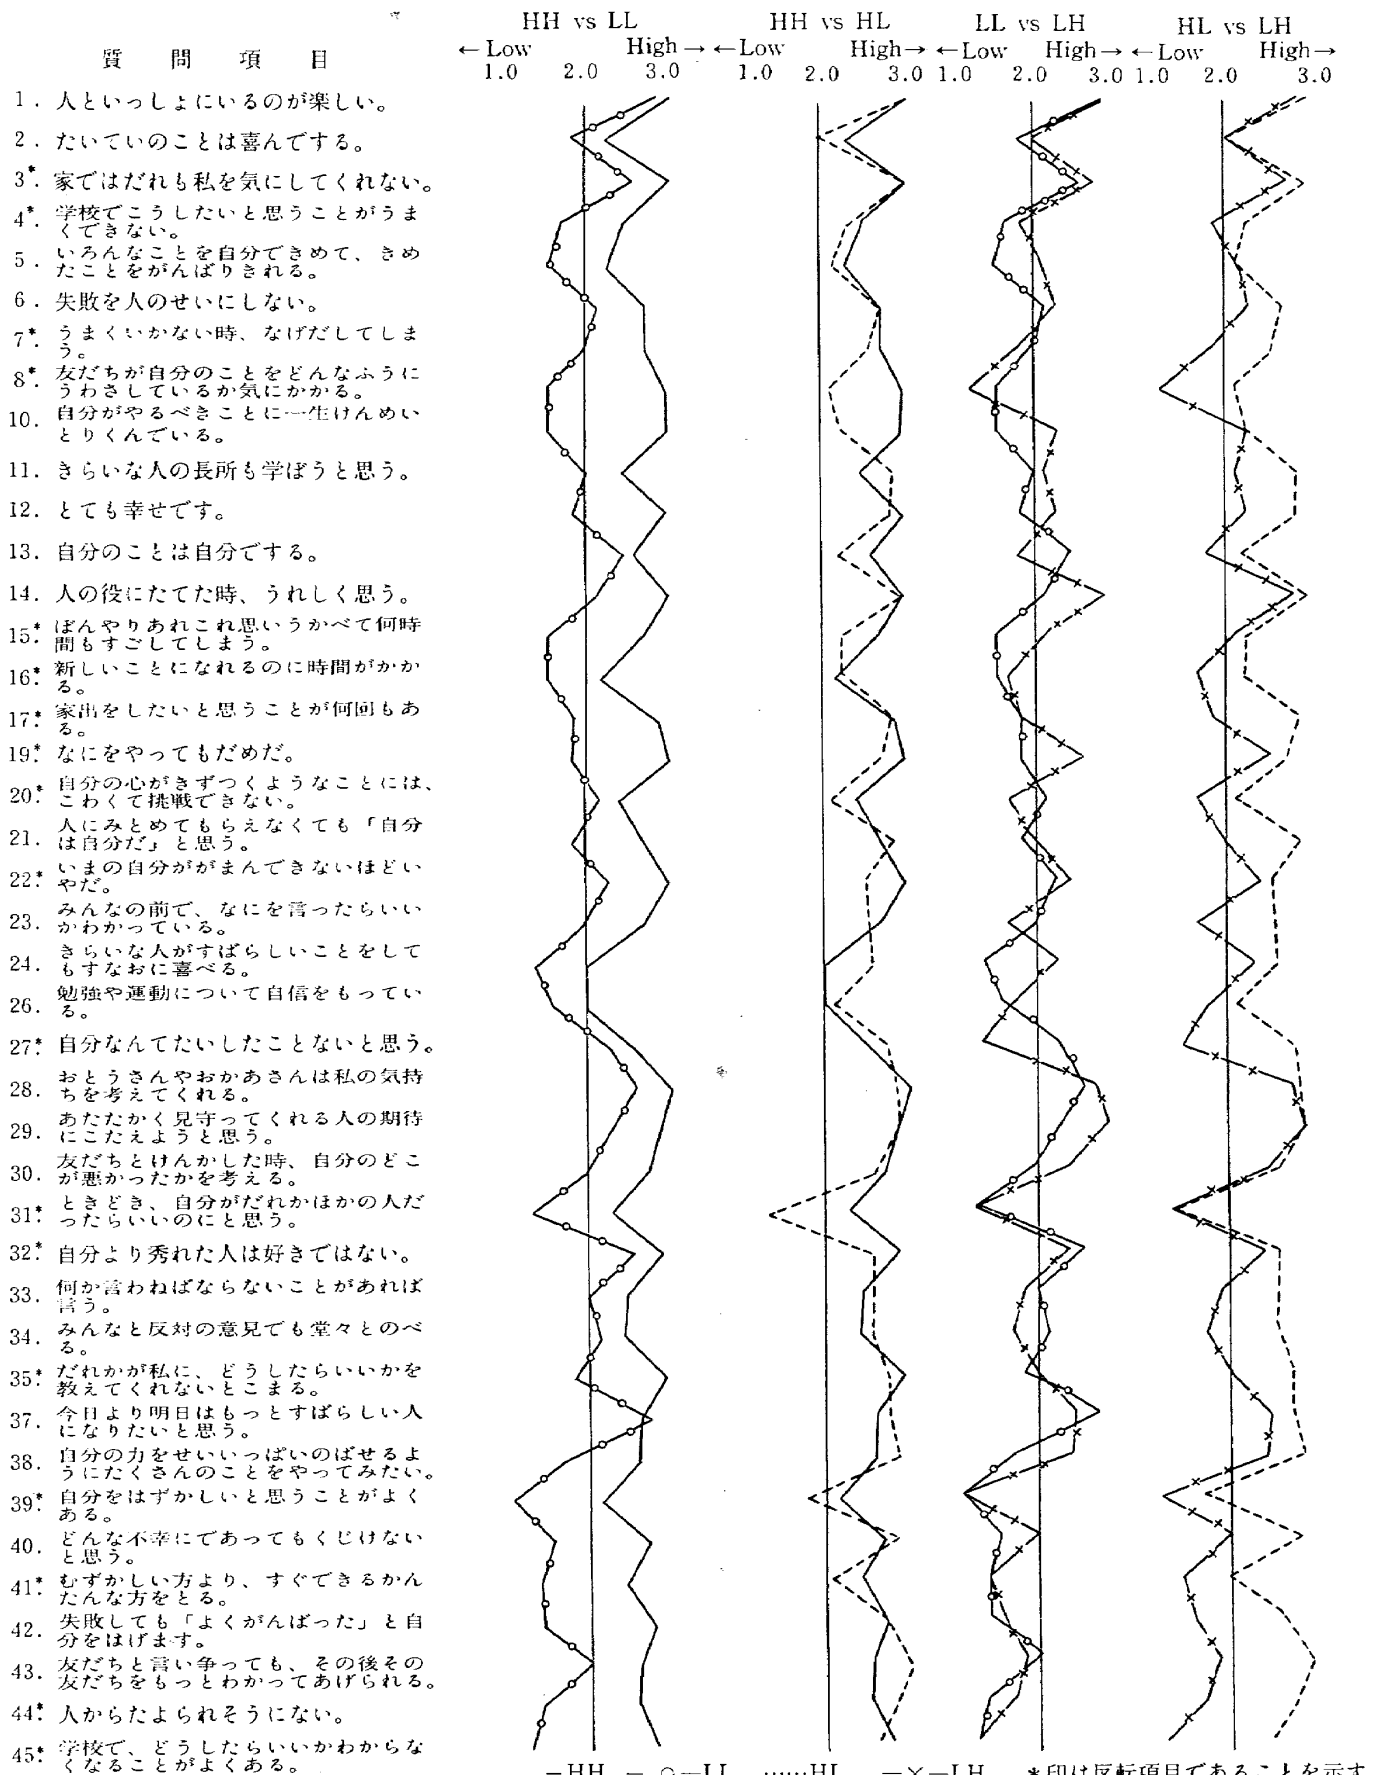 HH vs LL HH vs HL LL vs LH HL vs LH
質問項目 ←Low High→ ←Low High→ ←Low High→ ←Low High→
1.0 2.0 3.0 1.0 2.0 3.0 1.0 2.0 3.0 1.0 2.0 3.0
1. 人といっしょにいるのが楽しい。
2. たいていのことは喜んでする。
3*. 家ではだれも私を気にしてくれない。
4*. 学校でこうしたいと思うことがうま
くできない。
5. いろんなことを自分できめて、きめ
たことをがんばりきれる。
6. 失敗を人のせいにしない。
7*. うまくいかない時、なげだしてしま
う。
8*. 友だちが自分のことをどんなふうに
うわさしているか気にかかる。
10. 自分がやるべきことに一生けんめい
とりくんでいる。
11. きらいな人の長所も学ぼうと思う。
12. とても幸せです。
13. 自分のことは自分でする。
14. 人の役にたてた時、うれしく思う。
15*. ぼんやりあれこれ思いうかべて何時
間もすごしてしまう。
16*. 新しいことになれるのに時間がかか
る。
17*. 家出をしたいと思うことが何回もあ
る。
19*. なにをやってもだめだ。
20*. 自分の心がきずつくようなことには、
こわくて挑戦できない。
21. 人にみとめてもらえなくても「自分
は自分だ」と思う。
22*. いまの自分ががまんできないほどい
やだ。
23. みんなの前で、なにを言ったらいい
かわかっている。
24. きらいな人がすばらしいことをして
もすなおに喜べる。
26. 勉強や運動について自信をもってい
る。
27*. 自分なんてたいしたことないと思う。
28. おとうさんやおかあさんは私の気持
ちを考えてくれる。
29. あたたかく見守ってくれる人の期待
にこたえようと思う。
30. 友だちとけんかした時、自分のどこ
が悪かったかを考える。
31*. ときどき、自分がだれかほかの人だ
ったらいいのにと思う。
32*. 自分より秀れた人は好きではない。
33. 何か言わねばならないことがあれば
言う。
34. みんなと反対の意見でも堂々とのべ
る。
35*. だれかが私に、どうしたらいいかを
教えてくれないとこまる。
37. 今日より明日はもっとすばらしい人
になりたいと思う。
38. 自分の力をせいいっぱいのばせるよ
うにたくさんのことをやってみたい。
39*. 自分をはずかしいと思うことがよく
ある。
40. どんな不幸にであってもくじけない
と思う。
41*. むずかしい方より、すぐできるかん
たんな方をとる。
42. 失敗しても「よくがんばった」と自
分をはげます。
43. 友だちと言い争っても、その後その
友だちをもっとわかってあげられる。
44*. 人からたよられそうにない。
45*. 学校で、どうしたらいいかわからな
くなることがよくある。
—HH —○—LL ……HL —×—LH *印は反転項目であることを示す